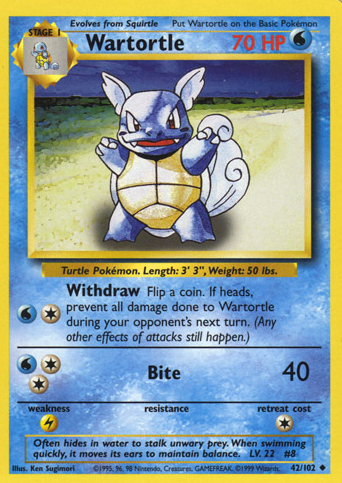 STAGE 1
Evolves from Squirtle Put Wartortle on the Basic Pokémon
Wartortle 70 HP
Turtle Pokémon. Length: 3' 3", Weight: 50 lbs.
Withdraw Flip a coin. If heads,
prevent all damage done to Wartortle
during your opponent's next turn. (Any
other effects of attacks still happen.)
Bite 40
weakness resistance retreat cost
Often hides in water to stalk unwary prey. When swimming
quickly, it moves its ears to maintain balance. LV. 22 #8
Illus. Ken Sugimori ©1995, 96, 98 Nintendo, Creatures, GAMEFREAK. ©1999 Wizards. 42/102